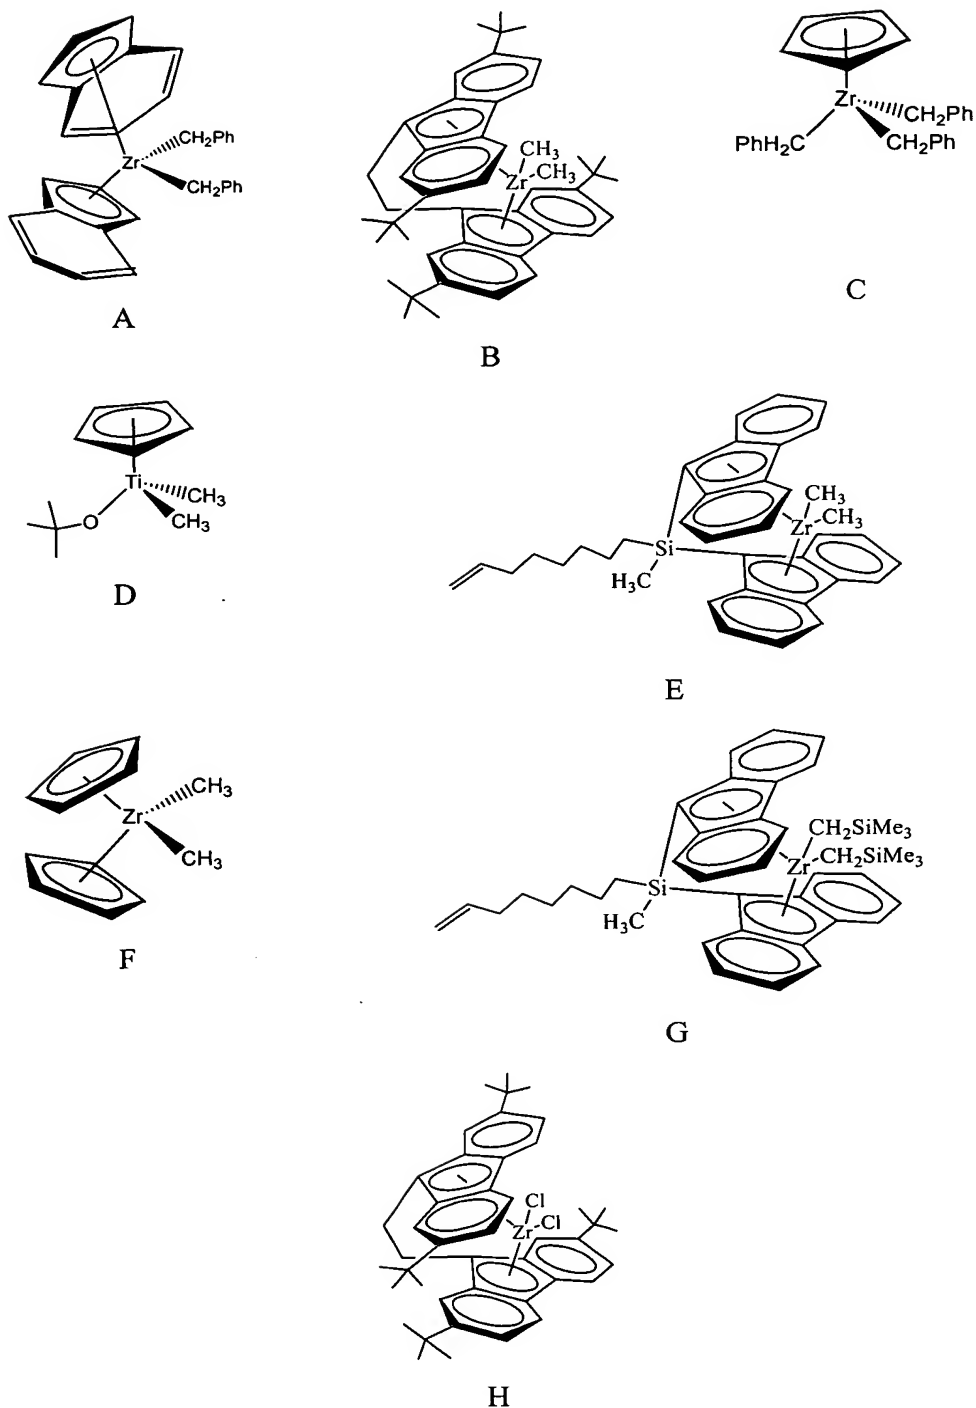 Zr
CH₂Ph
CH₂Ph
A
CH₃
CH₃
Zr
B
Zr
CH₂Ph
CH₂Ph
PhH₂C
C
Ti
CH₃
CH₃
O
D
CH₃
CH₃
Zr
Si
H₃C
E
Zr
CH₃
CH₃
F
CH₂SiMe₃
CH₂SiMe₃
Zr
Si
H₃C
G
Cl
Cl
Zr
H